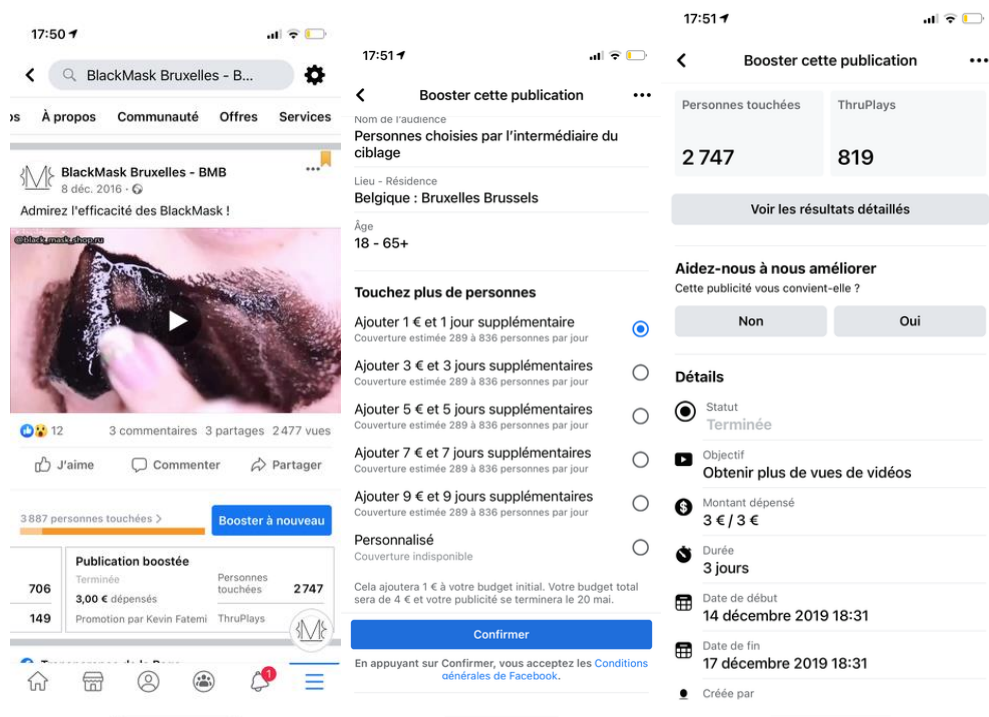 17:50
BlackMask Bruxelles - B...
os
À propos
Communauté
Offres
Services
BlackMask Bruxelles - BMB
8 déc. 2016 ·
Admirez l'efficacité des BlackMask !
@black_mask_shop.ru
12
3 commentaires 3 partages 2 477 vues
J'aime
Commenter
Partager
3 887 personnes touchées >
Booster à nouveau
706
149
Publication boostée
Terminée
3,00 € dépensés
Promotion par Kevin Fatemi
Personnes touchées
2 747
ThruPlays
M
1
17:51
Booster cette publication
Nom de l'audience
Personnes choisies par l'intermédiaire du
ciblage
Lieu - Résidence
Belgique : Bruxelles Brussels
Âge
18 - 65+
Touchez plus de personnes
Ajouter 1 € et 1 jour supplémentaire
Couverture estimée 289 à 836 personnes par jour
Ajouter 3 € et 3 jours supplémentaires
Couverture estimée 289 à 836 personnes par jour
Ajouter 5 € et 5 jours supplémentaires
Couverture estimée 289 à 836 personnes par jour
Ajouter 7 € et 7 jours supplémentaires
Couverture estimée 289 à 836 personnes par jour
Ajouter 9 € et 9 jours supplémentaires
Couverture estimée 289 à 836 personnes par jour
Personnalisé
Couverture indisponible
Cela ajoutera 1 € à votre budget initial. Votre budget total
sera de 4 € et votre publicité se terminera le 20 mai.
Confirmer
En appuyant sur Confirmer, vous acceptez les Conditions
générales de Facebook.
17:51
Booster cette publication
Personnes touchées
2 747
ThruPlays
819
Voir les résultats détaillés
Aidez-nous à nous améliorer
Cette publicité vous convient-elle ?
Non
Oui
Détails
Statut
Terminée
Objectif
Obtenir plus de vues de vidéos
Montant dépensé
3 € / 3 €
Durée
3 jours
Date de début
14 décembre 2019 18:31
Date de fin
17 décembre 2019 18:31
Créée par